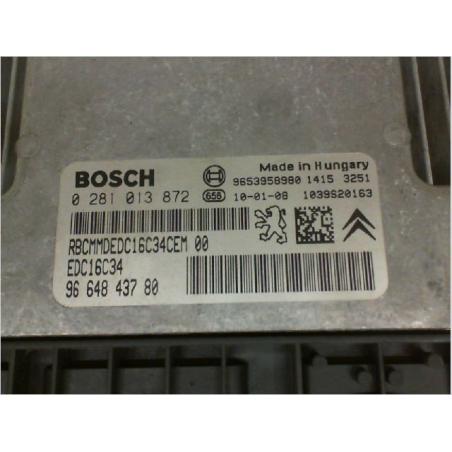 BOSCH
Made in Hungary
9653958980 1415 3251
0 281 013 872
656 10-01-08 1039S20163
RBCMMDEDC16C34CEM 00
EDC16C34
96 648 437 80